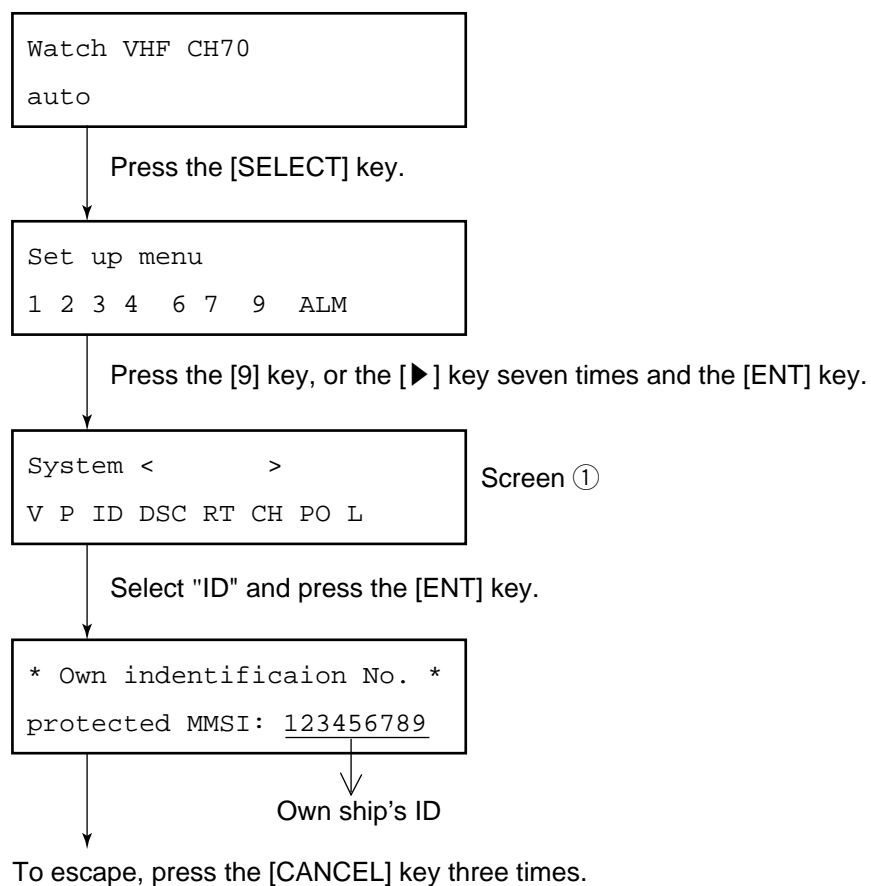 Watch VHF CH70
auto
Press the [SELECT] key.
Set up menu
1 2 3 4  6 7  9  ALM
Press the [9] key, or the [▶] key seven times and the [ENT] key.
System <       >
Screen ①
V P ID DSC RT CH PO L
Select "ID" and press the [ENT] key.
* Own indentificaion No. *
protected MMSI: 123456789
Own ship's ID
To escape, press the [CANCEL] key three times.